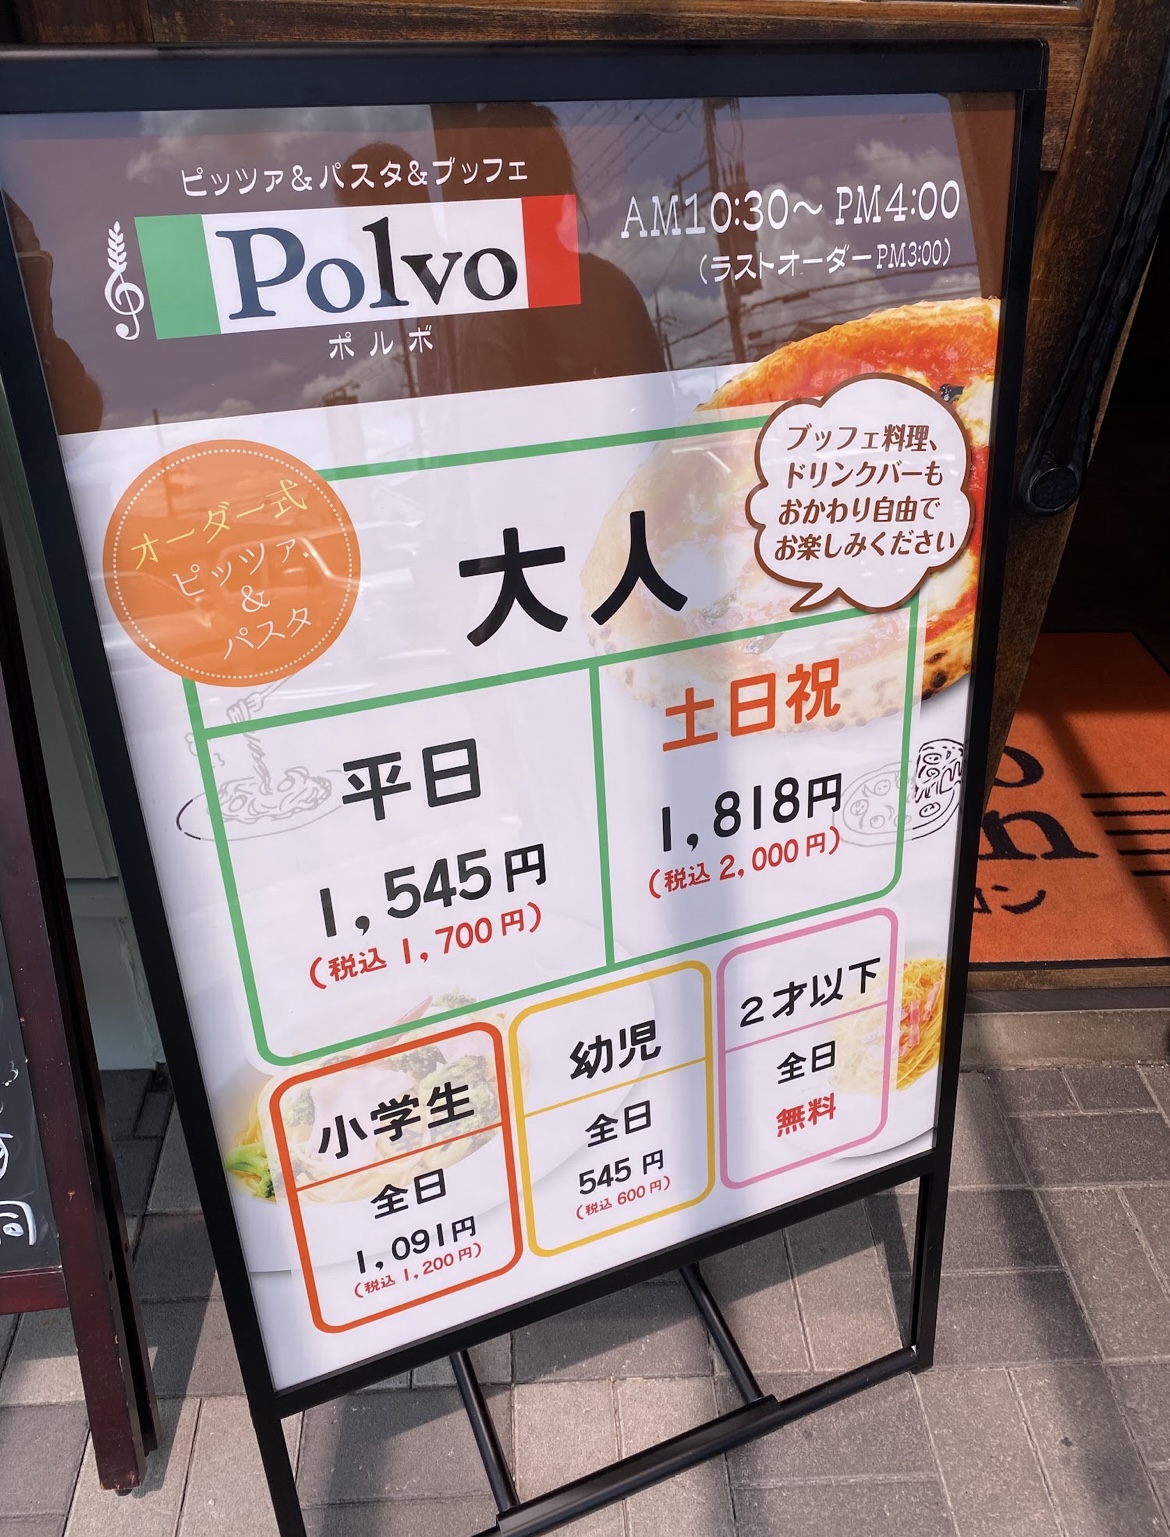 ピッツァ&パスタ&ブッフェ
Polvo
ポルボ
AM10:30〜 PM4:00
(ラストオーダーPM3:00)
ブッフェ料理、
ドリンクバーも
おかわり自由で
お楽しみください
オーダー式
ピッツァ
&
パスタ
大人
平日
1,545円
(税込 1,700円)
土日祝
1,818円
(税込 2,000円)
小学生
全日
1,091円
(税込 1,200円)
幼児
全日
545円
(税込 600円)
2才以下
全日
無料